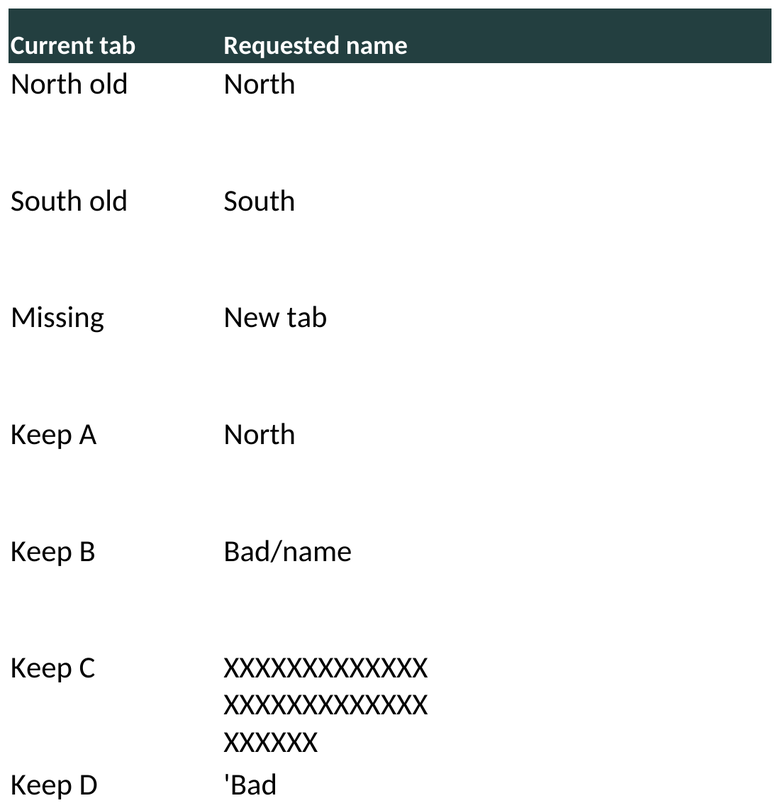 Current tab Requested name
North old North
South old South
Missing New tab
Keep A North
Keep B Bad/name
Keep C XXXXXXXXXXXXX
XXXXXXXXXXXXX
XXXXXX
Keep D 'Bad